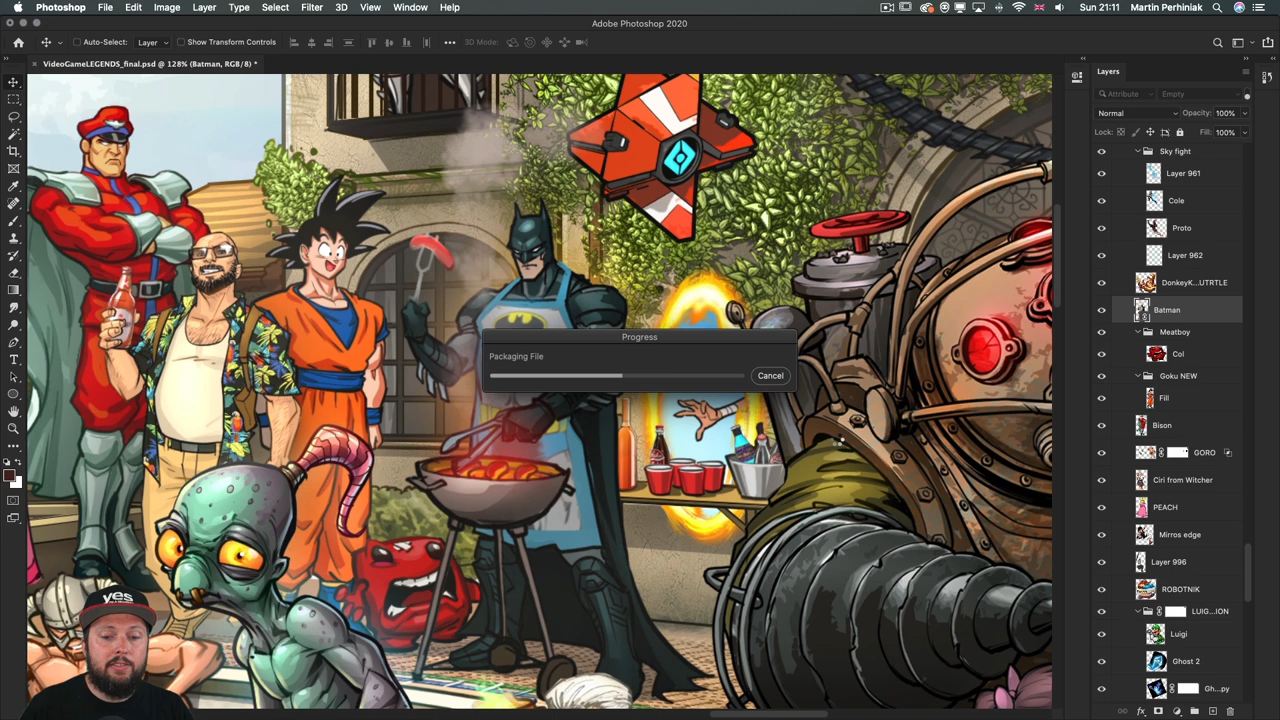 Photoshop File Edit Image Layer Type Select Filter 3D View Window Help Sun 21:11 Martin Perhiniak
Adobe Photoshop 2020
Auto-Select: Layer Show Transform Controls 3D Mode:
VideoGameLEGENDS_final.psd @ 128% (Batman, RGB/8) *
Layers
Attribute Empty
Normal Opacity: 100%
Lock: Fill: 100%
Sky fight
Layer 961
Cole
Proto
Layer 962
DonkeyK...UTRTLE
Batman
Meatboy
Col
Goku NEW
Fill
Bison
GORO
Ciri from Witcher
PEACH
Mirros edge
Layer 996
ROBOTNIK
LUIG...ION
Luigi
Ghost 2
Gh...py
Progress
Packaging File
Cancel
yes